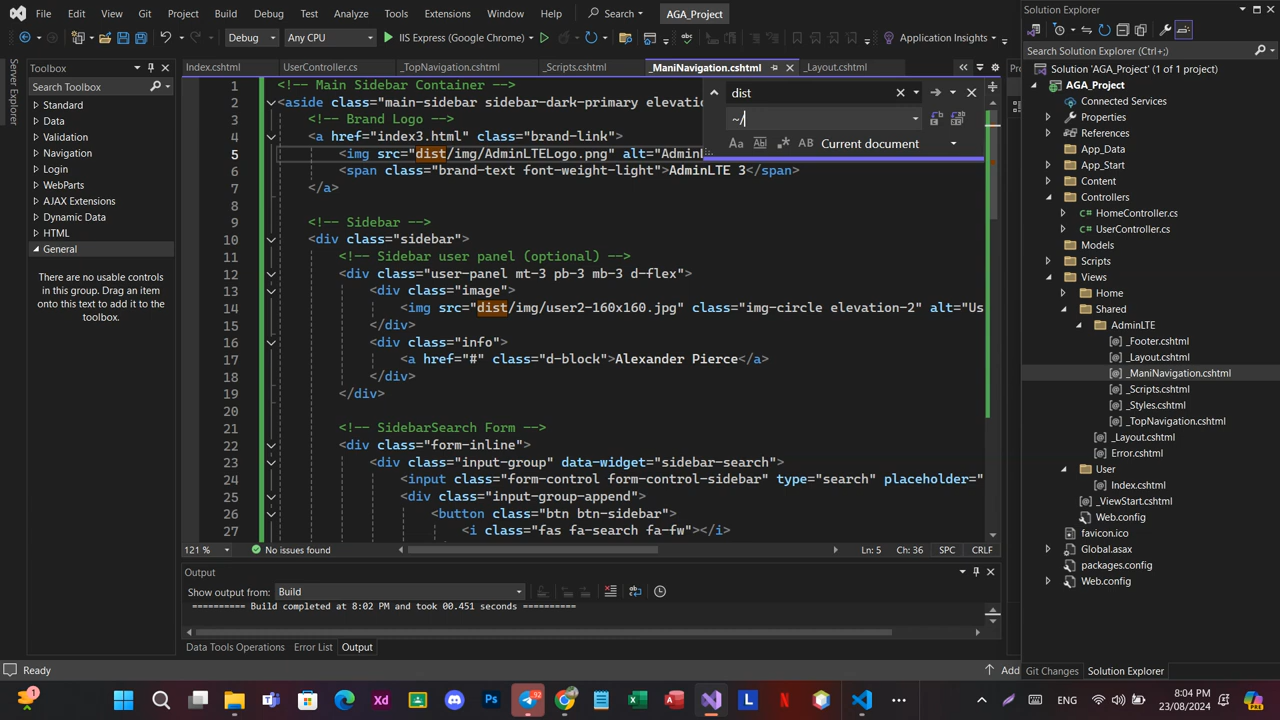 File Edit View Git Project Build Debug Test Analyze Tools Extensions Window Help Search AGA_Project
Debug Any CPU IIS Express (Google Chrome) Application Insights
Server Explorer
Toolbox
Search Toolbox
Standard
Data
Validation
Navigation
Login
WebParts
AJAX Extensions
Dynamic Data
HTML
General
There are no usable controls
in this group. Drag an item
onto this text to add it to the
toolbox.
Index.cshtml UserController.cs _TopNavigation.cshtml _Scripts.cshtml _ManiNavigation.cshtml _Layout.cshtml
dist
~/
Aa Ab AB Current document
1 <!-- Main Sidebar Container -->
2 <aside class="main-sidebar sidebar-dark-primary elevatio
3 <!-- Brand Logo -->
4 <a href="index3.html" class="brand-link">
5 <img src="dist/img/AdminLTELogo.png" alt="Admin
6 <span class="brand-text font-weight-light">AdminLTE 3</span>
7 </a>
8
9 <!-- Sidebar -->
10 <div class="sidebar">
11 <!-- Sidebar user panel (optional) -->
12 <div class="user-panel mt-3 pb-3 mb-3 d-flex">
13 <div class="image">
14 <img src="dist/img/user2-160x160.jpg" class="img-circle elevation-2" alt="Us
15 </div>
16 <div class="info">
17 <a href="#" class="d-block">Alexander Pierce</a>
18 </div>
19 </div>
20
21 <!-- SidebarSearch Form -->
22 <div class="form-inline">
23 <div class="input-group" data-widget="sidebar-search">
24 <input class="form-control form-control-sidebar" type="search" placeholder="
25 <div class="input-group-append">
26 <button class="btn btn-sidebar">
27 <i class="fas fa-search fa-fw"></i>
121 % No issues found Ln: 5 Ch: 36 SPC CRLF
Output
Show output from: Build
========== Build completed at 8:02 PM and took 00.451 seconds ==========
Data Tools Operations Error List Output
Solution Explorer
Search Solution Explorer (Ctrl+;)
Solution 'AGA_Project' (1 of 1 project)
AGA_Project
Connected Services
Properties
References
App_Data
App_Start
Content
Controllers
HomeController.cs
UserController.cs
Models
Scripts
Views
Home
Shared
AdminLTE
_Footer.cshtml
_Layout.cshtml
_ManiNavigation.cshtml
_Scripts.cshtml
_Styles.cshtml
_TopNavigation.cshtml
_Layout.cshtml
Error.cshtml
User
Index.cshtml
_ViewStart.cshtml
Web.config
favicon.ico
Global.asax
packages.config
Web.config
Git Changes Solution Explorer
Ready Add
1 Xd Ps 92 L N ENG 8:04 PM
23/08/2024